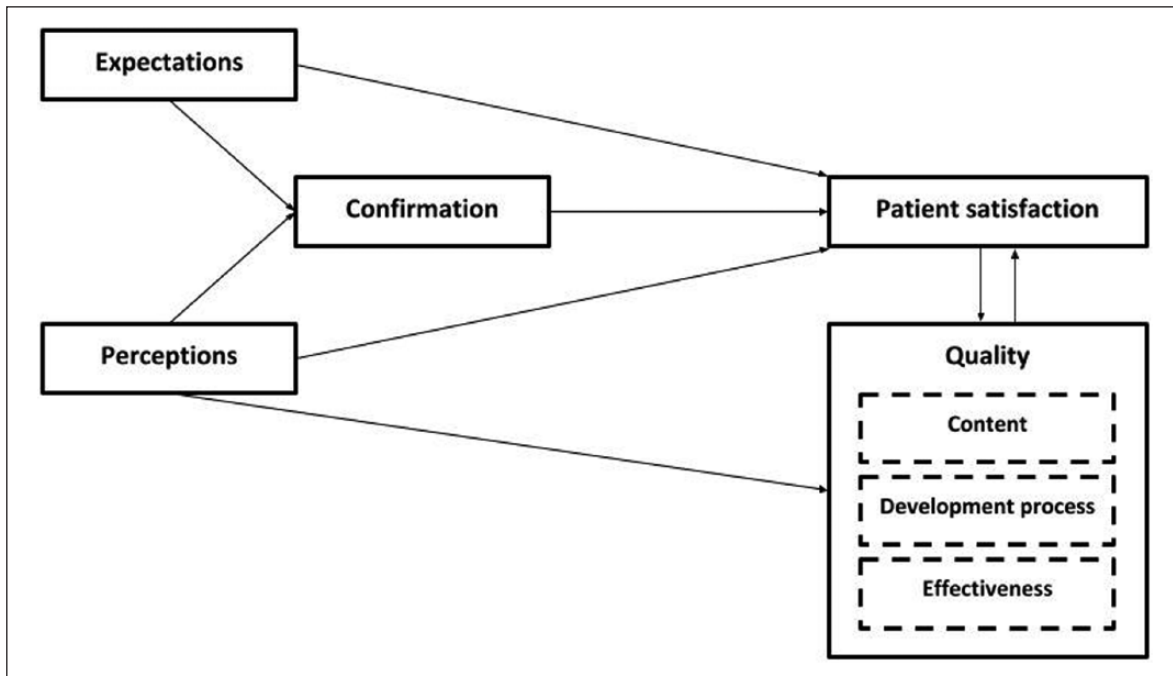 Expectations
Confirmation
Patient satisfaction
Perceptions
Quality
Content
Development process
Effectiveness